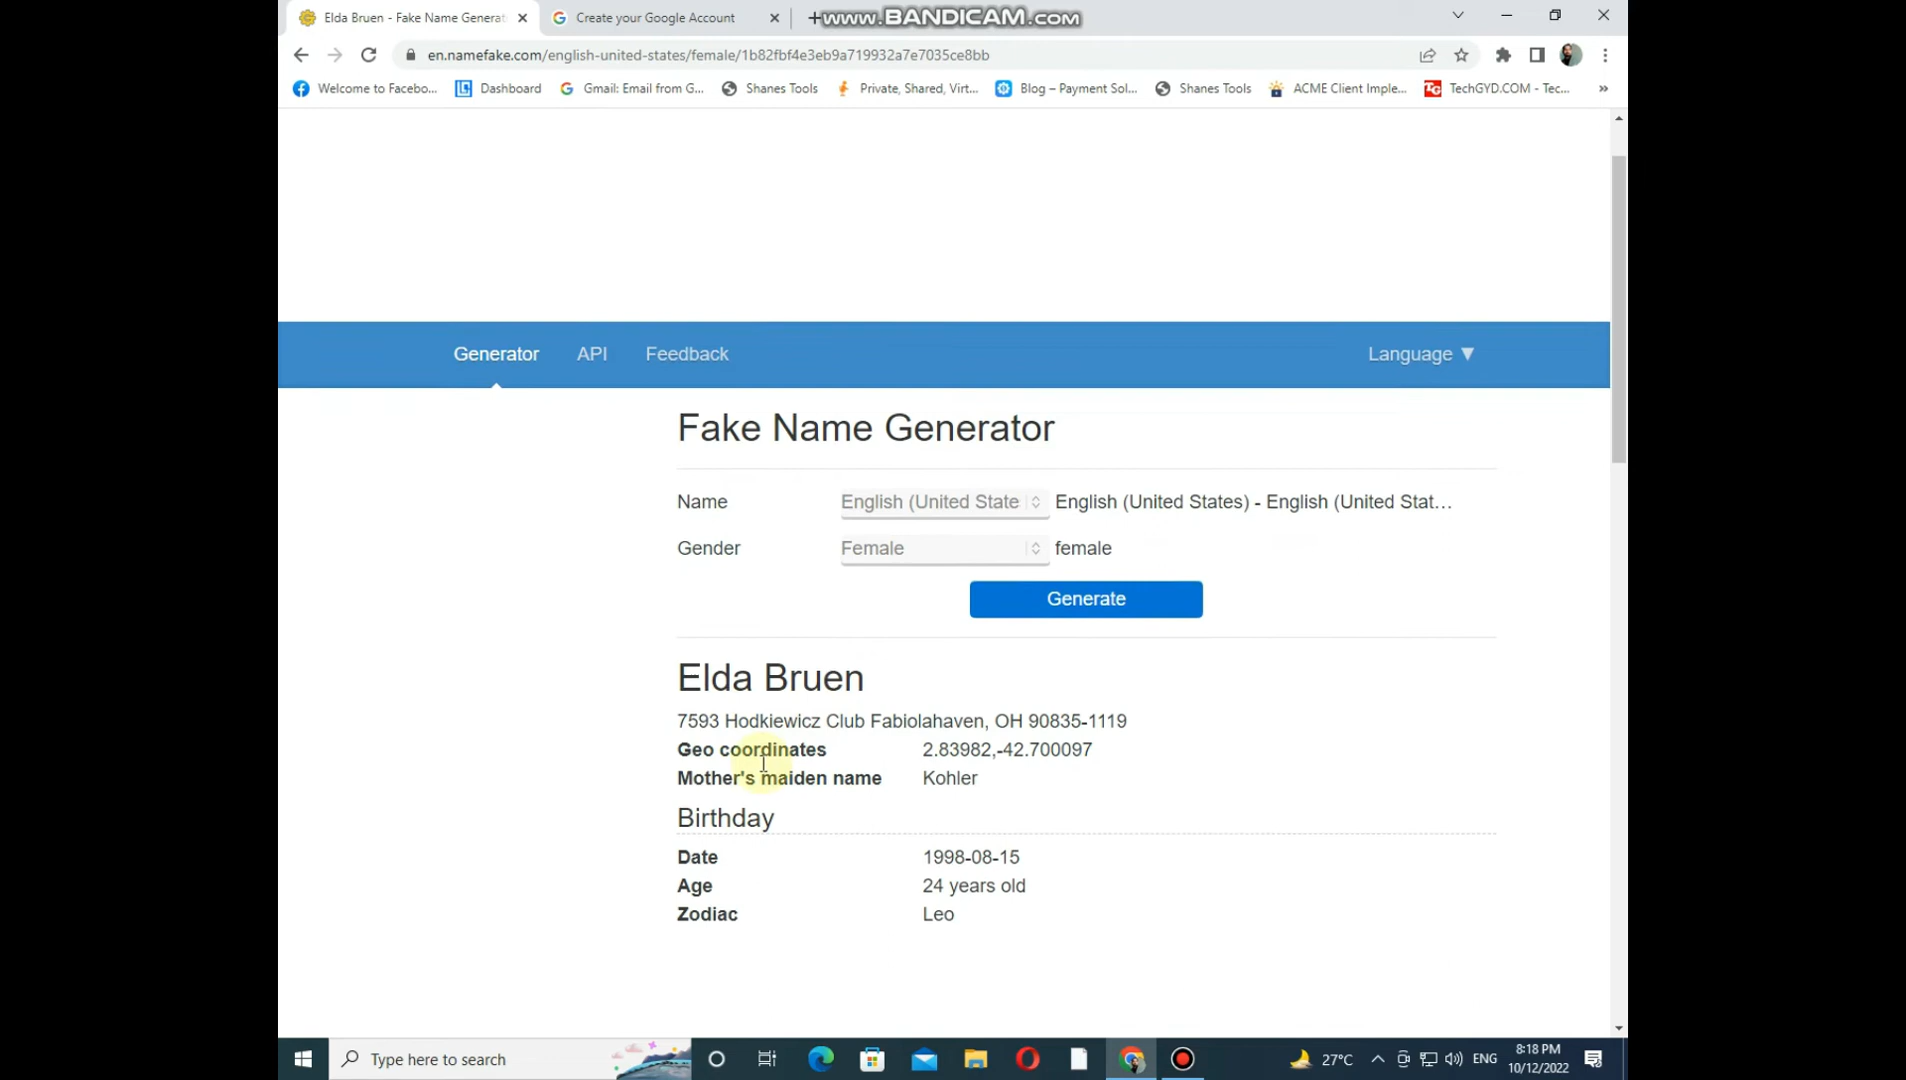 Elda Bruen - Fake Name Generat
Create your Google Account
www.BANDICAM.com
en.namefake.com/english-united-states/female/1b82fbf4e3eb9a719932a7e7035ce8bb
Welcome to Facebo...
Dashboard
Gmail: Email from G...
Shanes Tools
Private, Shared, Virt...
Blog – Payment Sol...
Shanes Tools
ACME Client Imple...
TechGYD.COM - Tec...
»
Generator
API
Feedback
Language ▼
Fake Name Generator
Name English (United State English (United States) - English (United Stat…
Gender Female female
Generate
Elda Bruen
7593 Hodkiewicz Club Fabiolahaven, OH 90835-1119
Geo coordinates 2.83982,-42.700097
Mother's maiden name Kohler
Birthday
Date 1998-08-15
Age 24 years old
Zodiac Leo
Type here to search
27°C
ENG
8:18 PM
10/12/2022